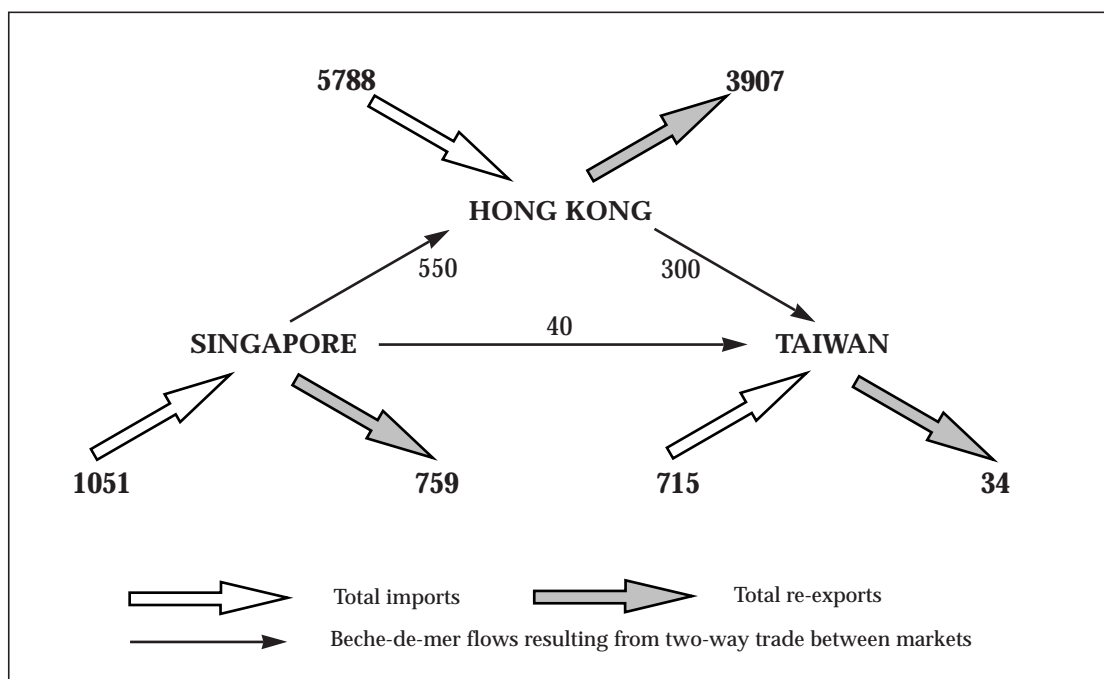 5788 3907
HONG KONG
550 300
40
SINGAPORE TAIWAN
1051 759 715 34
Total imports Total re-exports
Beche-de-mer flows resulting from two-way trade between markets